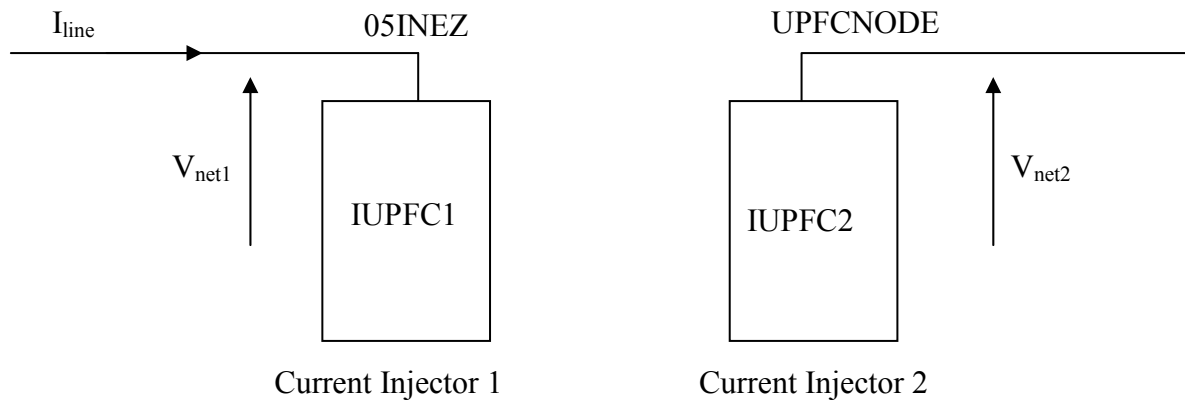 I_line
05INEZ
UPFCNODE
V_net1
V_net2
IUPFC1
IUPFC2
Current Injector 1
Current Injector 2